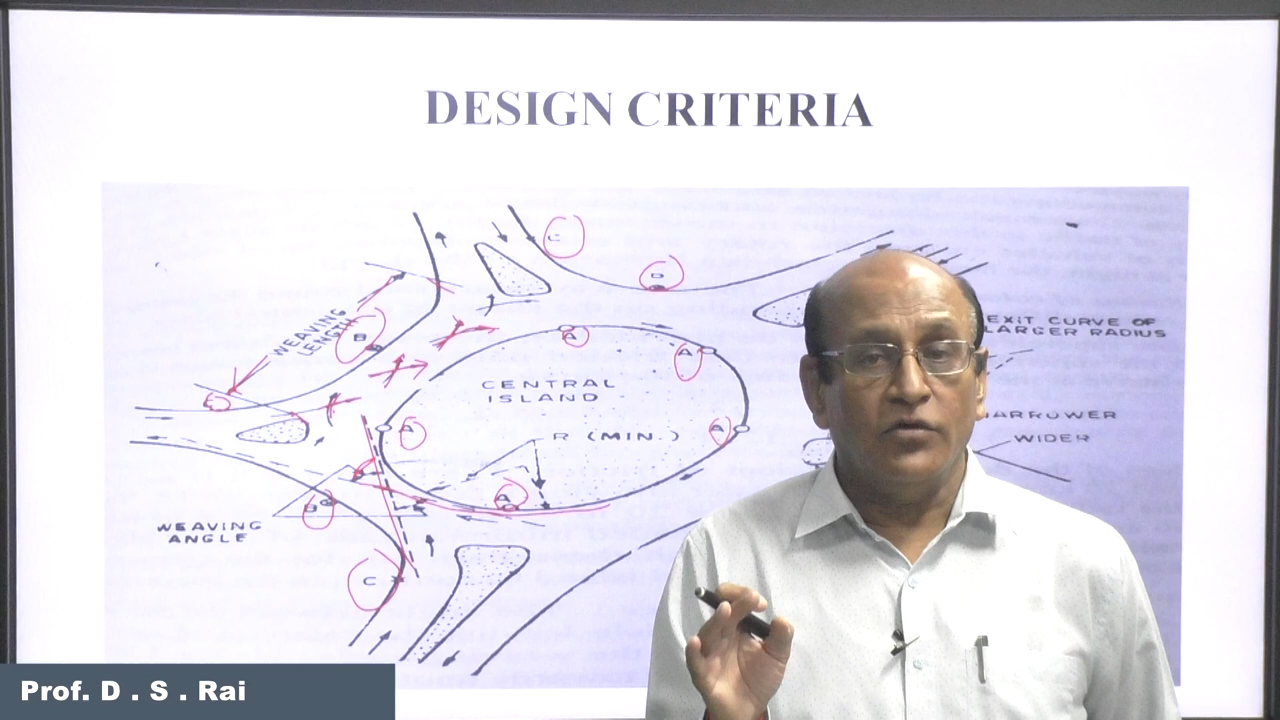 DESIGN CRITERIA
C
D
EXIT CURVE OF
LARGER RADIUS
WEAVING
LENGTH
B
A
A
CENTRAL
ISLAND
NARROWER
WIDER
A
R (MIN.)
A
A
B
WEAVING
ANGLE
C
Prof. D . S . Rai